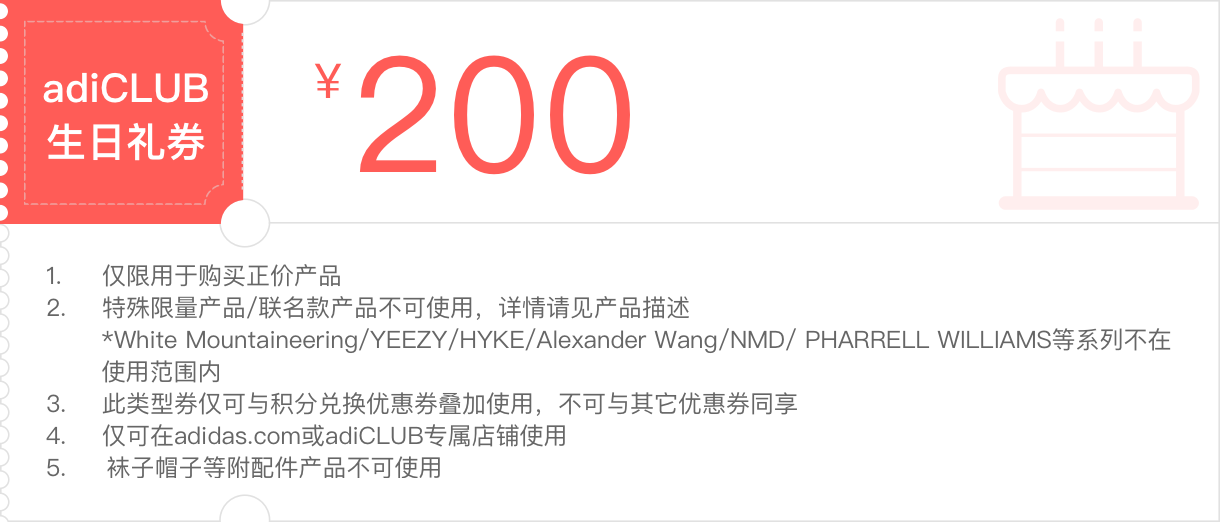 adiCLUB
生日礼券
¥200
1. 仅限用于购买正价产品
2. 特殊限量产品/联名款产品不可使用，详情请见产品描述
*White Mountaineering/YEEZY/HYKE/Alexander Wang/NMD/ PHARRELL WILLIAMS等系列不在
使用范围内
3. 此类型券仅可与积分兑换优惠券叠加使用，不可与其它优惠券同享
4. 仅可在adidas.com或adiCLUB专属店铺使用
5. 袜子帽子等附配件产品不可使用